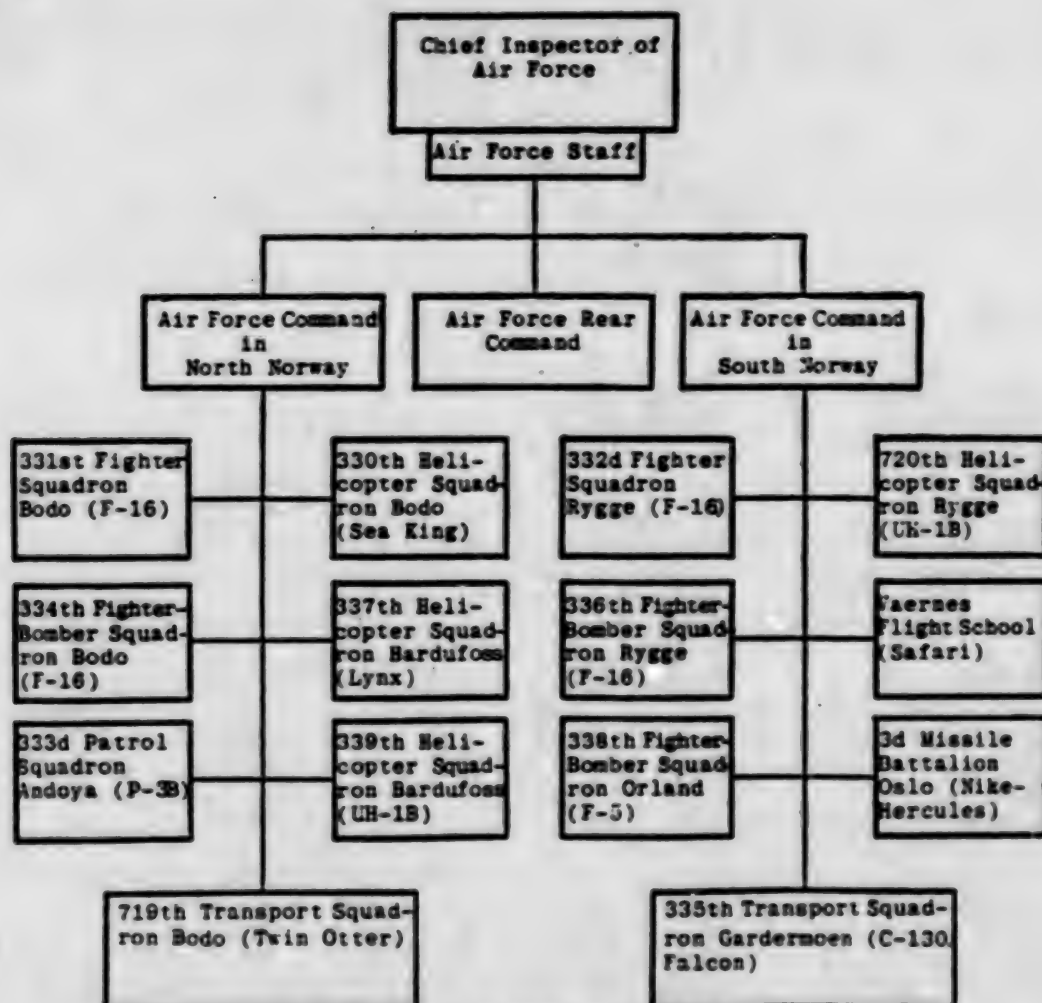 Chief Inspector of
Air Force
Air Force Staff
Air Force Command
in
North Norway
Air Force Rear
Command
Air Force Command
in
South Norway
331st Fighter
Squadron
Bodo (F-16)
330th Heli-
copter Squad-
ron Bodo
(Sea King)
332d Fighter
Squadron
Rygge (F-16)
720th Heli-
copter Squad-
ron Rygge
(UH-1B)
334th Fighter-
Bomber Squad-
ron Bodo
(F-16)
337th Heli-
copter Squad-
ron Bardufoss
(Lynx)
336th Fighter-
Bomber Squad-
ron Rygge
(F-16)
Vaernes
Flight School
(Safari)
333d Patrol
Squadron
Andoya (P-3B)
339th Heli-
copter Squad-
ron Bardufoss
(UH-1B)
338th Fighter-
Bomber Squad-
ron Orland
(F-5)
3d Missile
Battalion
Oslo (Nike-
Hercules)
719th Transport Squad-
ron Bodo (Twin Otter)
335th Transport Squad-
ron Gardermoen (C-130,
Falcon)